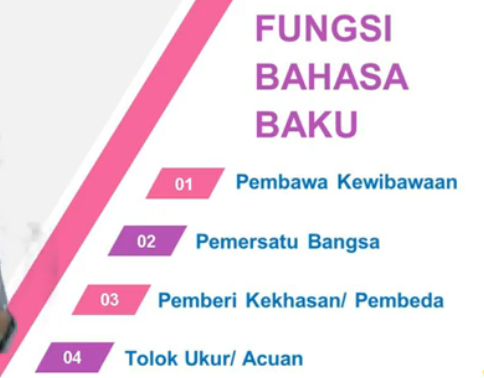 FUNGSI
BAHASA
BAKU
01 Pembawa Kewibawaan
02 Pemersatu Bangsa
03 Pemberi Kekhasan/ Pembeda
04 Tolok Ukur/ Acuan